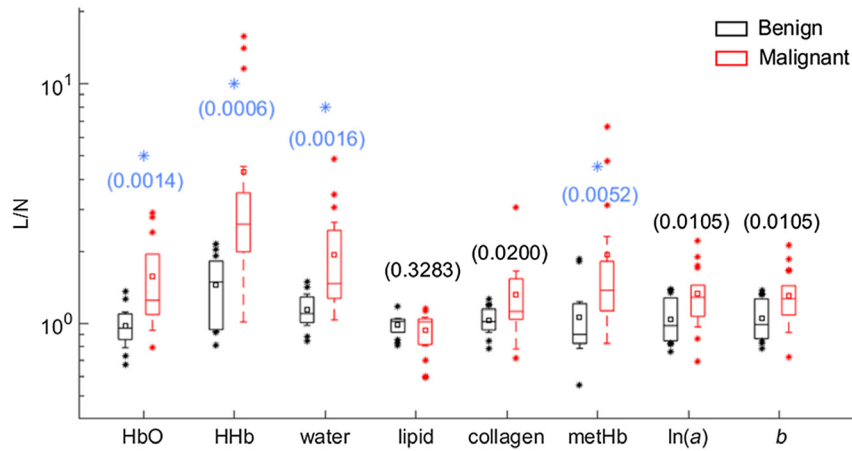 Benign
Malignant
10¹
(0.0006)
(0.0016)
(0.0014)
(0.0052)
L/N
(0.0105)
(0.0105)
(0.0200)
(0.3283)
10⁰
HbO HHb water lipid collagen metHb ln(a) b